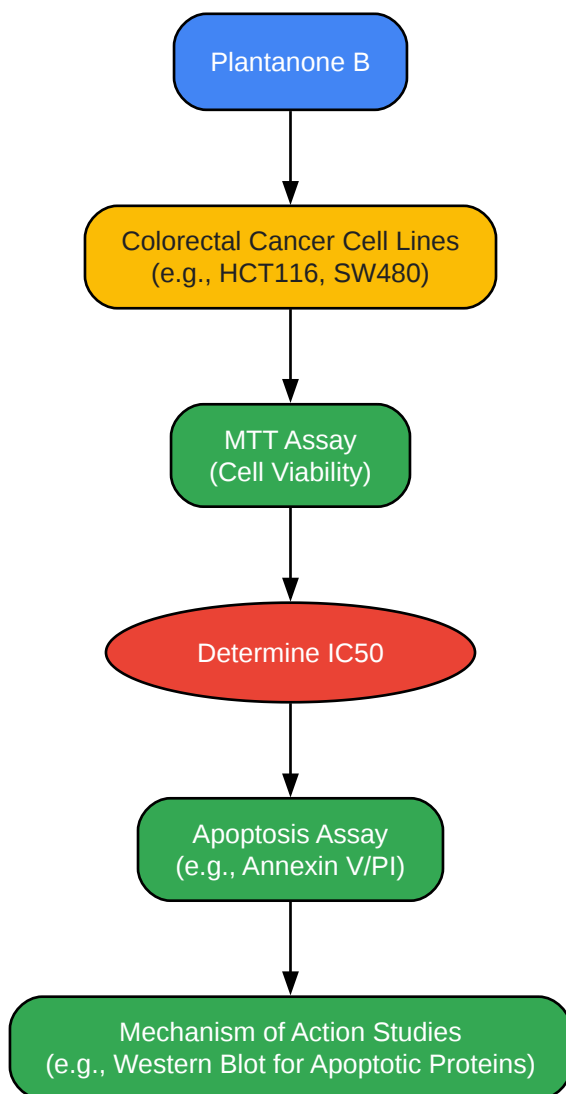 Plantanone B
Colorectal Cancer Cell Lines
(e.g., HCT116, SW480)
MTT Assay
(Cell Viability)
Determine IC50
Apoptosis Assay
(e.g., Annexin V/PI)
Mechanism of Action Studies
(e.g., Western Blot for Apoptotic Proteins)